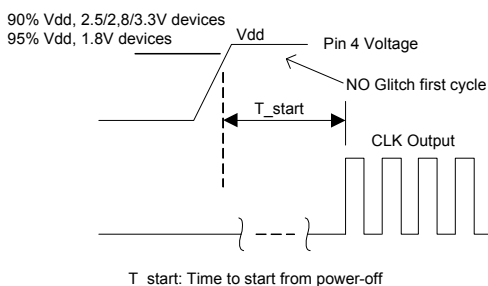 90% Vdd, 2.5/2,8/3.3V devices
95% Vdd, 1.8V devices
Vdd
Pin 4 Voltage
NO Glitch first cycle
T_start
CLK Output
T_start: Time to start from power-off